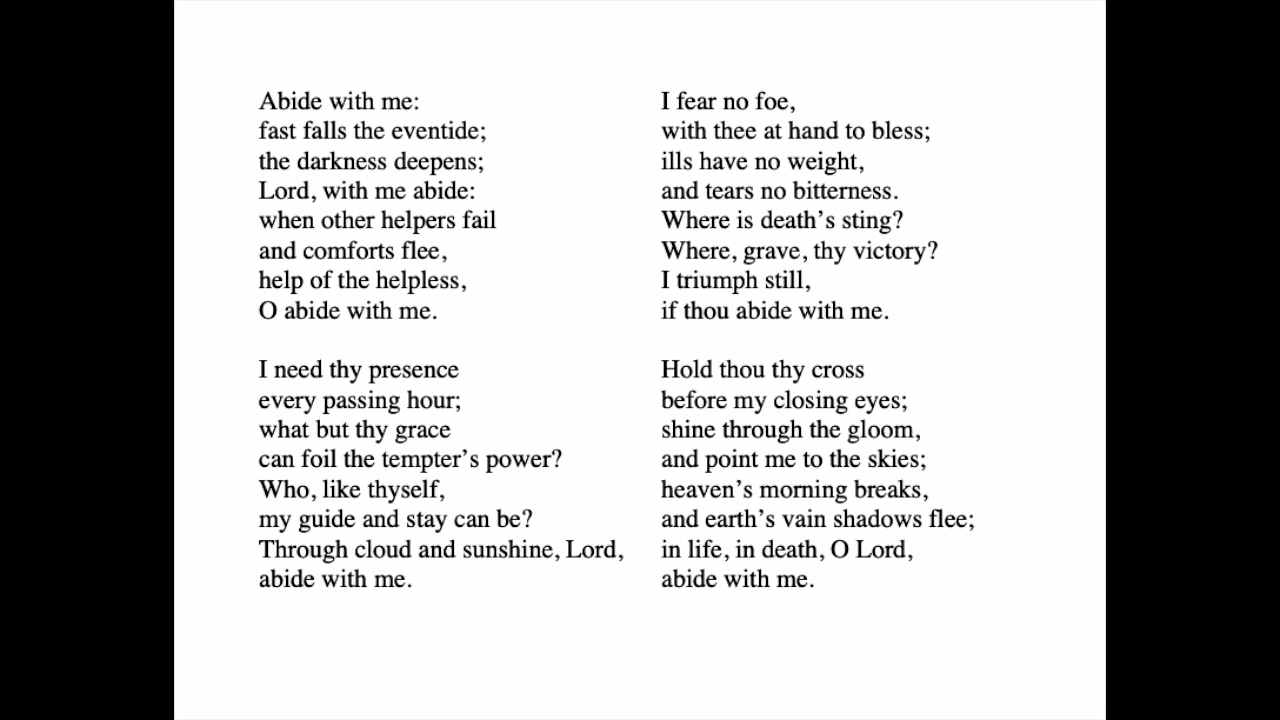 Abide with me:
fast falls the eventide;
the darkness deepens;
Lord, with me abide:
when other helpers fail
and comforts flee,
help of the helpless,
O abide with me.
I need thy presence
every passing hour;
what but thy grace
can foil the tempter’s power?
Who, like thyself,
my guide and stay can be?
Through cloud and sunshine, Lord,
abide with me.
I fear no foe,
with thee at hand to bless;
ills have no weight,
and tears no bitterness.
Where is death’s sting?
Where, grave, thy victory?
I triumph still,
if thou abide with me.
Hold thou thy cross
before my closing eyes;
shine through the gloom,
and point me to the skies;
heaven’s morning breaks,
and earth’s vain shadows flee;
in life, in death, O Lord,
abide with me.